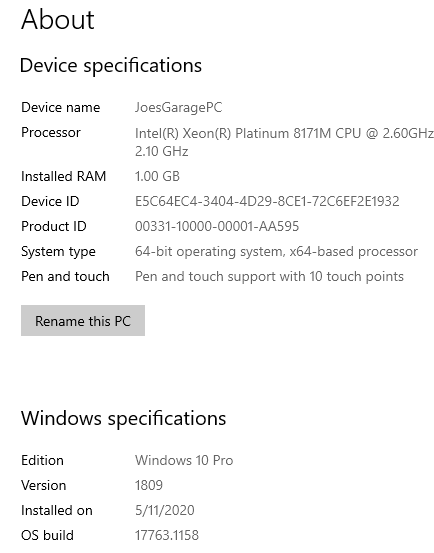 About
Device specifications
Device name JoesGaragePC
Processor Intel(R) Xeon(R) Platinum 8171M CPU @ 2.60GHz
2.10 GHz
Installed RAM 1.00 GB
Device ID E5C64EC4-3404-4D29-8CE1-72C6EF2E1932
Product ID 00331-10000-00001-AA595
System type 64-bit operating system, x64-based processor
Pen and touch Pen and touch support with 10 touch points
Rename this PC
Windows specifications
Edition Windows 10 Pro
Version 1809
Installed on 5/11/2020
OS build 17763.1158